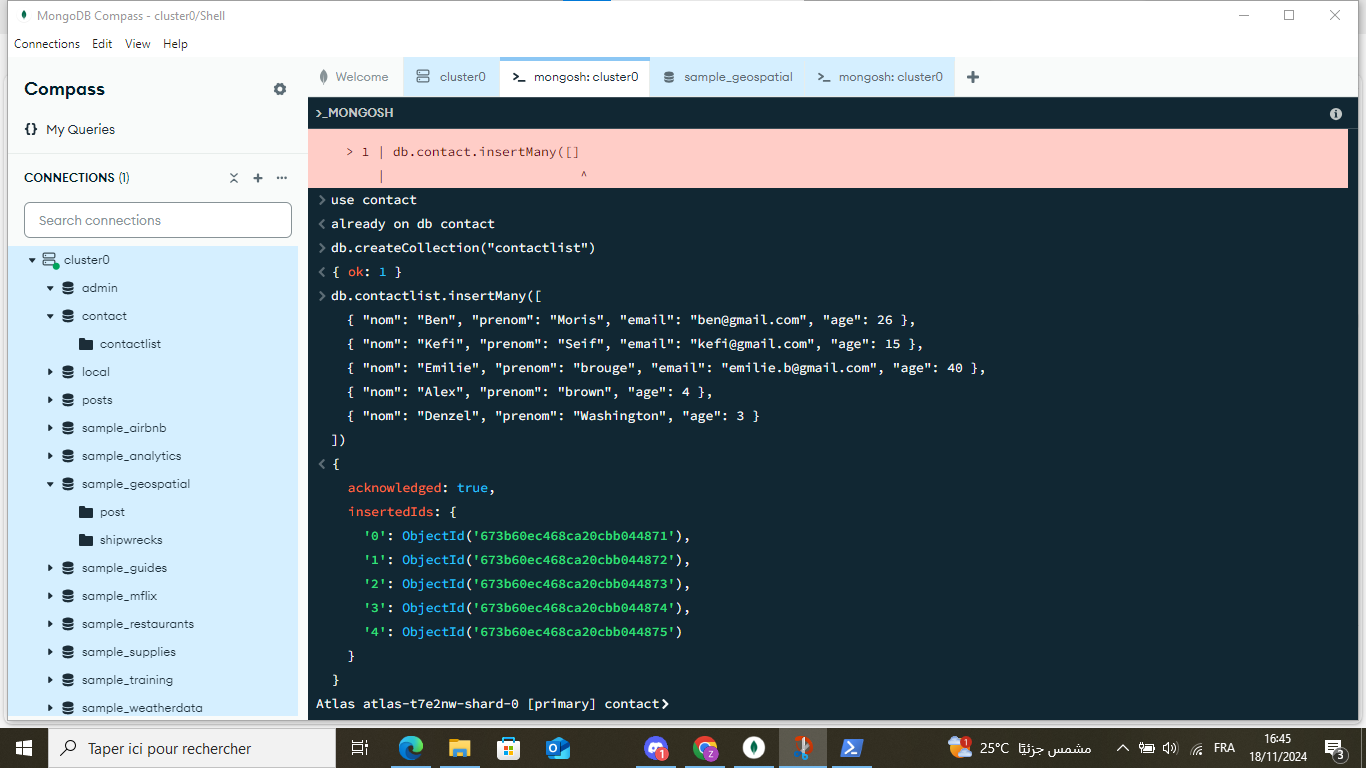 MongoDB Compass - cluster0/Shell
Connections Edit View Help
Compass
My Queries
CONNECTIONS (1)
Search connections
cluster0
admin
contact
contactlist
local
posts
sample_airbnb
sample_analytics
sample_geospatial
post
shipwrecks
sample_guides
sample_mflix
sample_restaurants
sample_supplies
sample_training
sample_weatherdata
Welcome cluster0 >_ mongosh: cluster0 sample_geospatial >_ mongosh: cluster0
>_MONGOSH
> 1 | db.contact.insertMany([]
| ^
> use contact
< already on db contact
> db.createCollection("contactlist")
< { ok: 1 }
> db.contactlist.insertMany([
{ "nom": "Ben", "prenom": "Moris", "email": "ben@gmail.com", "age": 26 },
{ "nom": "Kefi", "prenom": "Seif", "email": "kefi@gmail.com", "age": 15 },
{ "nom": "Emilie", "prenom": "brouge", "email": "emilie.b@gmail.com", "age": 40 },
{ "nom": "Alex", "prenom": "brown", "age": 4 },
{ "nom": "Denzel", "prenom": "Washington", "age": 3 }
])
< {
acknowledged: true,
insertedIds: {
'0': ObjectId('673b60ec468ca20cbb044871'),
'1': ObjectId('673b60ec468ca20cbb044872'),
'2': ObjectId('673b60ec468ca20cbb044873'),
'3': ObjectId('673b60ec468ca20cbb044874'),
'4': ObjectId('673b60ec468ca20cbb044875')
}
}
Atlas atlas-t7e2nw-shard-0 [primary] contact>
Taper ici pour rechercher
1
z
1
25°C مشمس جزئيًا
FRA
16:45
18/11/2024
3